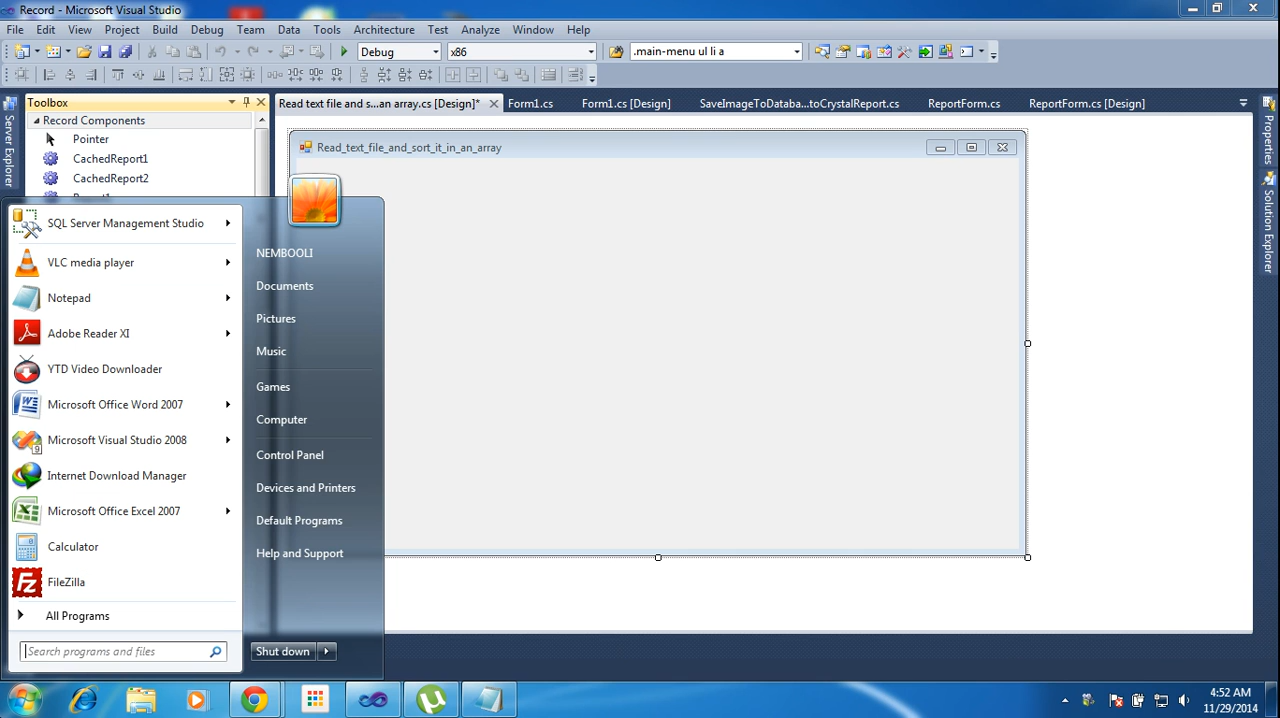 Record - Microsoft Visual Studio
File Edit View Project Build Debug Team Data Tools Architecture Test Analyze Window Help
Debug x86 .main-menu ul li a
Toolbox
Read text file and s...an array.cs [Design]* Form1.cs Form1.cs [Design] SaveImageToDataba...toCrystalReport.cs ReportForm.cs ReportForm.cs [Design]
Server Explorer
Properties
Solution Explorer
Record Components
Pointer
CachedReport1
CachedReport2
Read_text_file_and_sort_it_in_an_array
SQL Server Management Studio
VLC media player
Notepad
Adobe Reader XI
YTD Video Downloader
Microsoft Office Word 2007
Microsoft Visual Studio 2008
Internet Download Manager
Microsoft Office Excel 2007
Calculator
FileZilla
All Programs
Search programs and files
NEMBOOLI
Documents
Pictures
Music
Games
Computer
Control Panel
Devices and Printers
Default Programs
Help and Support
Shut down
4:52 AM
11/29/2014